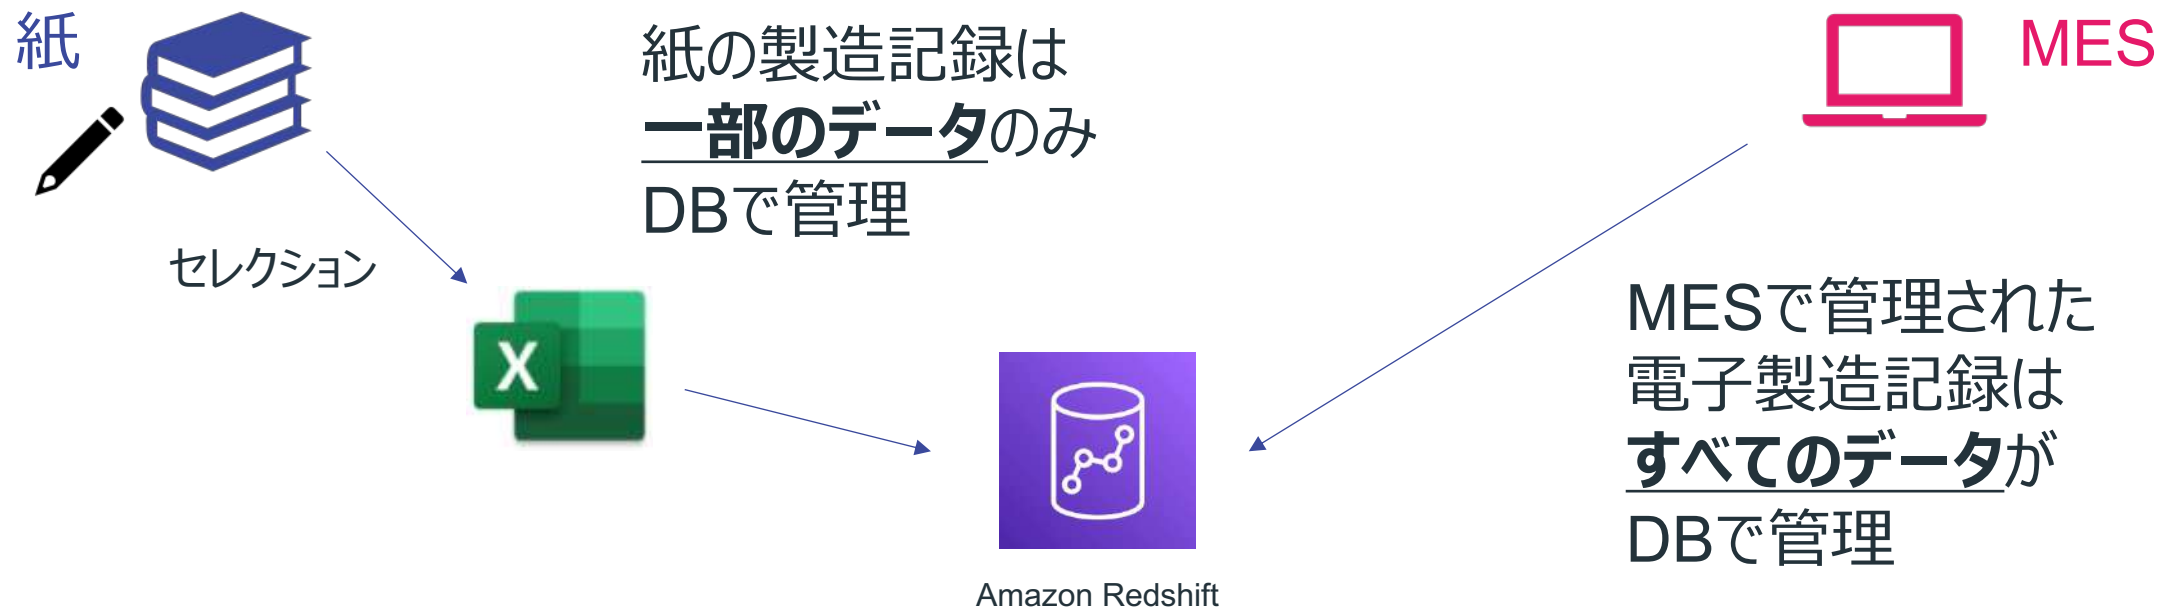 紙
紙の製造記録は
一部のデータのみ
DBで管理
MES
セレクション
X
MESで管理された
電子製造記録は
すべてのデータが
DBで管理
Amazon Redshift